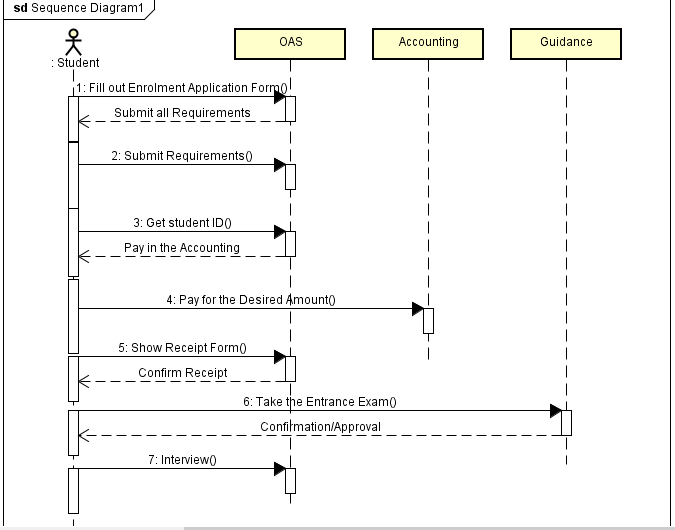 sd Sequence Diagram1
: Student
OAS
Accounting
Guidance
1: Fill out Enrolment Application Form()
Submit all Requirements
2: Submit Requirements()
3: Get student ID()
Pay in the Accounting
4: Pay for the Desired Amount()
5: Show Receipt Form()
Confirm Receipt
6: Take the Entrance Exam()
Confirmation/Approval
7: Interview()